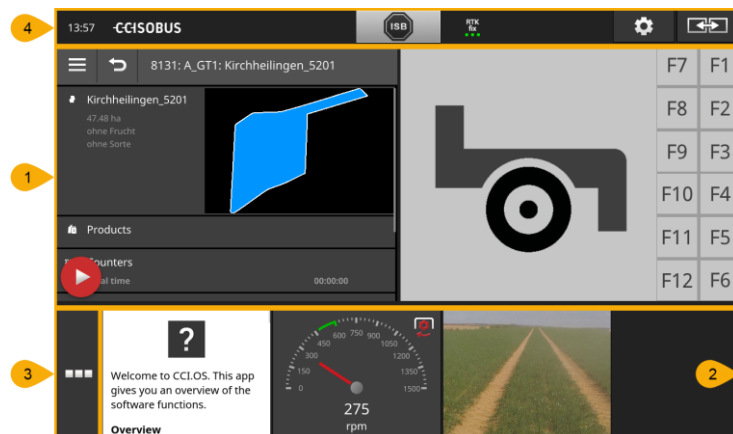 4
13:57
CCISOBUS
ISB
RTK
fix
8131: A_GT1: Kirchheilingen_5201
F7 F1
Kirchheilingen_5201
47.48 ha
ohne Frucht
ohne Sorte
F8 F2
F9 F3
1
F10 F4
Products
F11 F5
00:00:00
F12 F6
3
?
Welcome to CCI.OS. This app
gives you an overview of the
software functions.
Overview
0
150
300
450
600
750
900
1050
1200
1350
1500
275
rpm
2